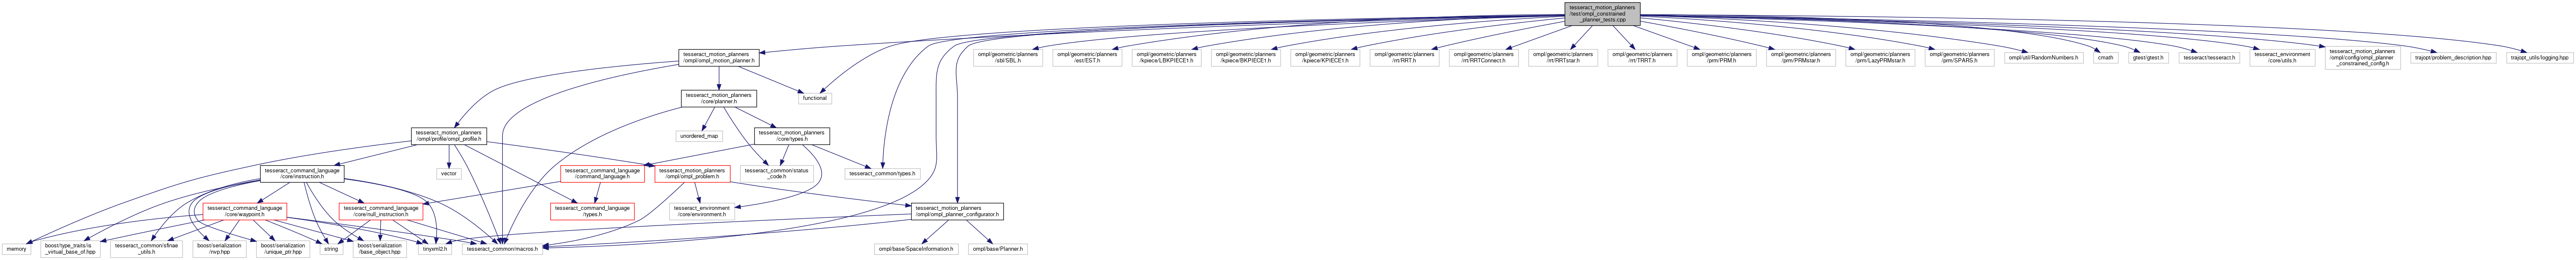 tesseract_motion_planners
/test/ompl_constrained
_planner_tests.cpp
tesseract_motion_planners
/ompl/ompl_motion_planner.h
ompl/geometric/planners
/sbl/SBL.h
ompl/geometric/planners
/est/EST.h
ompl/geometric/planners
/kpiece/LBKPIECE1.h
ompl/geometric/planners
/kpiece/BKPIECE1.h
ompl/geometric/planners
/kpiece/KPIECE1.h
ompl/geometric/planners
/rrt/RRT.h
ompl/geometric/planners
/rrt/RRTConnect.h
ompl/geometric/planners
/rrt/RRTstar.h
ompl/geometric/planners
/rrt/TRRT.h
ompl/geometric/planners
/prm/PRM.h
ompl/geometric/planners
/prm/PRMstar.h
ompl/geometric/planners
/prm/LazyPRMstar.h
ompl/geometric/planners
/prm/SPARS.h
ompl/util/RandomNumbers.h
cmath
gtest/gtest.h
tesseract/tesseract.h
tesseract_environment
/core/utils.h
tesseract_motion_planners
/ompl/config/ompl_planner
_constrained_config.h
trajopt/problem_description.hpp
trajopt_utils/logging.hpp
tesseract_motion_planners
/core/planner.h
functional
tesseract_motion_planners
/ompl/profile/ompl_profile.h
unordered_map
tesseract_motion_planners
/core/types.h
tesseract_command_language
/core/instruction.h
vector
tesseract_command_language
/command_language.h
tesseract_motion_planners
/ompl/ompl_problem.h
tesseract_common/status
_code.h
tesseract_common/types.h
tesseract_command_language
/core/waypoint.h
tesseract_command_language
/core/null_instruction.h
tesseract_command_language
/types.h
tesseract_environment
/core/environment.h
tesseract_motion_planners
/ompl/ompl_planner_configurator.h
memory
boost/type_traits/is
_virtual_base_of.hpp
tesseract_common/sfinae
_utils.h
boost/serialization
/nvp.hpp
boost/serialization
/unique_ptr.hpp
string
boost/serialization
/base_object.hpp
tinyxml2.h
tesseract_common/macros.h
ompl/base/SpaceInformation.h
ompl/base/Planner.h